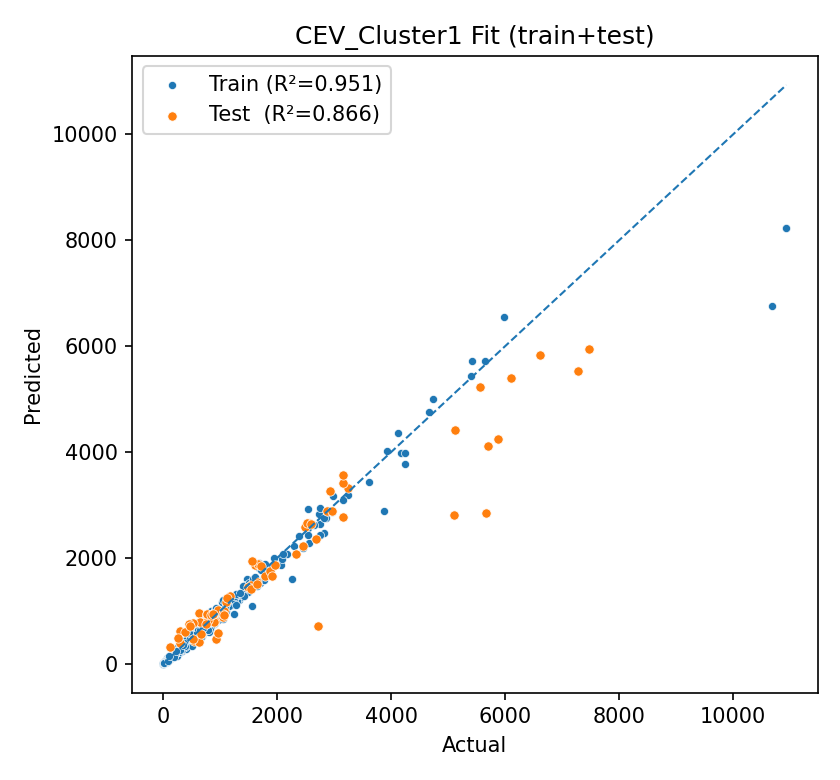 CEV_Cluster1 Fit (train+test)
Train (R²=0.951)
Test  (R²=0.866)
10000
8000
6000
4000
2000
0
Predicted
0 2000 4000 6000 8000 10000
Actual